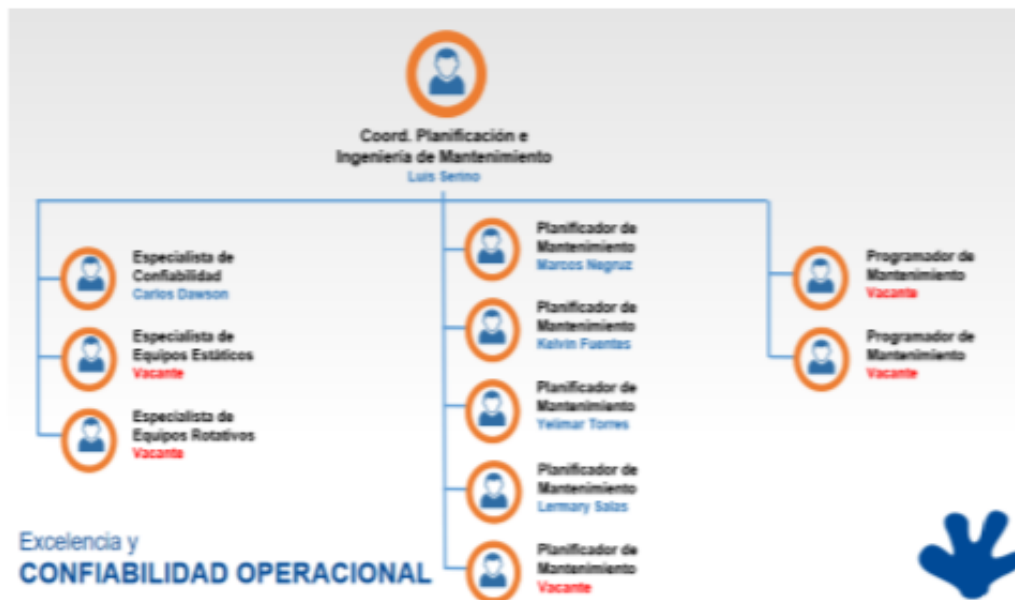 Coord. Planificación e
Ingeniería de Mantenimiento
Luis Serino
Especialista de
Confiabilidad
Carlos Dawson
Especialista de
Equipos Estáticos
Vacante
Especialista de
Equipos Rotativos
Vacante
Planificador de
Mantenimiento
Marcos Negruz
Planificador de
Mantenimiento
Kelvin Fuentes
Planificador de
Mantenimiento
Yelimar Torres
Planificador de
Mantenimiento
Lermary Salas
Planificador de
Mantenimiento
Vacante
Programador de
Mantenimiento
Vacante
Programador de
Mantenimiento
Vacante
Excelencia y
CONFIABILIDAD OPERACIONAL